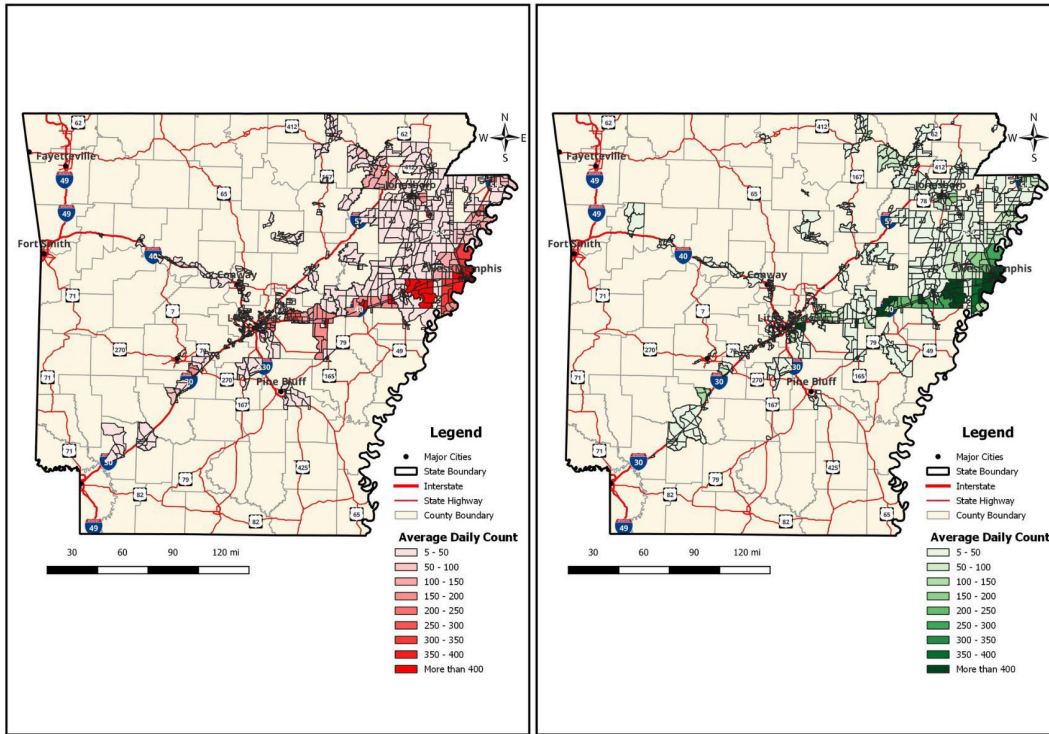 62
412
N
W E
S
62
Fayetteville
49
412
167
Jonesboro
65
49
Fort Smith
40
Conway
West Memphis
71
7
270
79
49
71
30
270
30
165
Pine Bluff
167
71
30
425
79
82
82
65
49
Legend
Major Cities
State Boundary
Interstate
State Highway
County Boundary
30 60 90 120 mi
Average Daily Count
5 - 50
50 - 100
100 - 150
150 - 200
200 - 250
250 - 300
300 - 350
350 - 400
More than 400
62
412
N
W E
S
62
Fayetteville
49
412
167
Jonesboro
78
65
49
Fort Smith
40
Conway
West Memphis
71
7
40
270
79
49
71
30
270
30
165
Pine Bluff
167
71
30
425
79
82
82
65
49
Legend
Major Cities
State Boundary
Interstate
State Highway
County Boundary
30 60 90 120 mi
Average Daily Count
5 - 50
50 - 100
100 - 150
150 - 200
200 - 250
250 - 300
300 - 350
350 - 400
More than 400